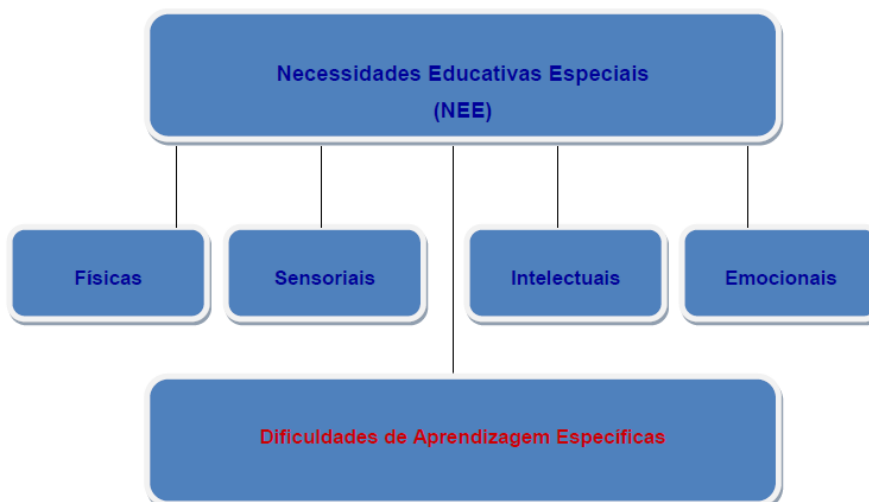 Necessidades Educativas Especiais
(NEE)
Físicas
Sensoriais
Intelectuais
Emocionais
Dificuldades de Aprendizagem Específicas